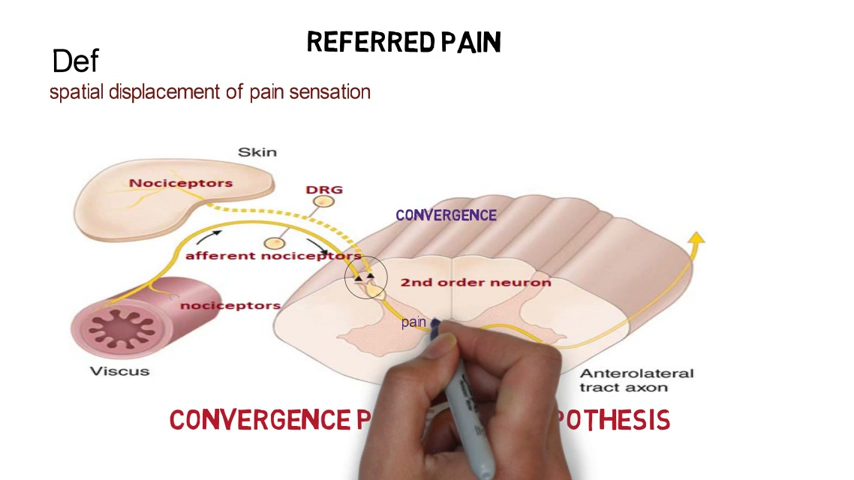 REFERRED PAIN
Def
spatial displacement of pain sensation
Skin
Nociceptors
DRG
CONVERGENCE
afferent nociceptors
2nd order neuron
nociceptors
pain
Viscus
Anterolateral
tract axon
CONVERGENCE